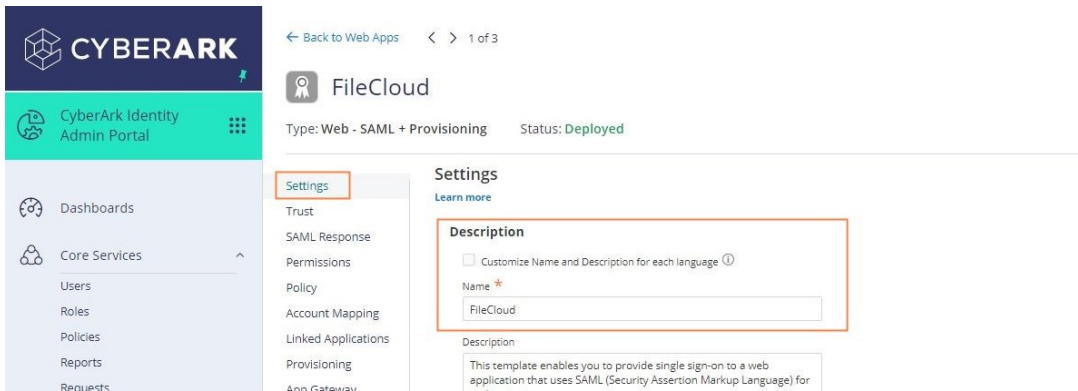 CYBERARK
CyberArk Identity
Admin Portal
Dashboards
Core Services
Users
Roles
Policies
Reports
Requests
Back to Web Apps
1 of 3
FileCloud
Type: Web - SAML + Provisioning
Status: Deployed
Settings
Trust
SAML Response
Permissions
Policy
Account Mapping
Linked Applications
Provisioning
App Gateway
Settings
Learn more
Description
Customize Name and Description for each language
Name *
FileCloud
Description
This template enables you to provide single sign-on to a web
application that uses SAML (Security Assertion Markup Language) for